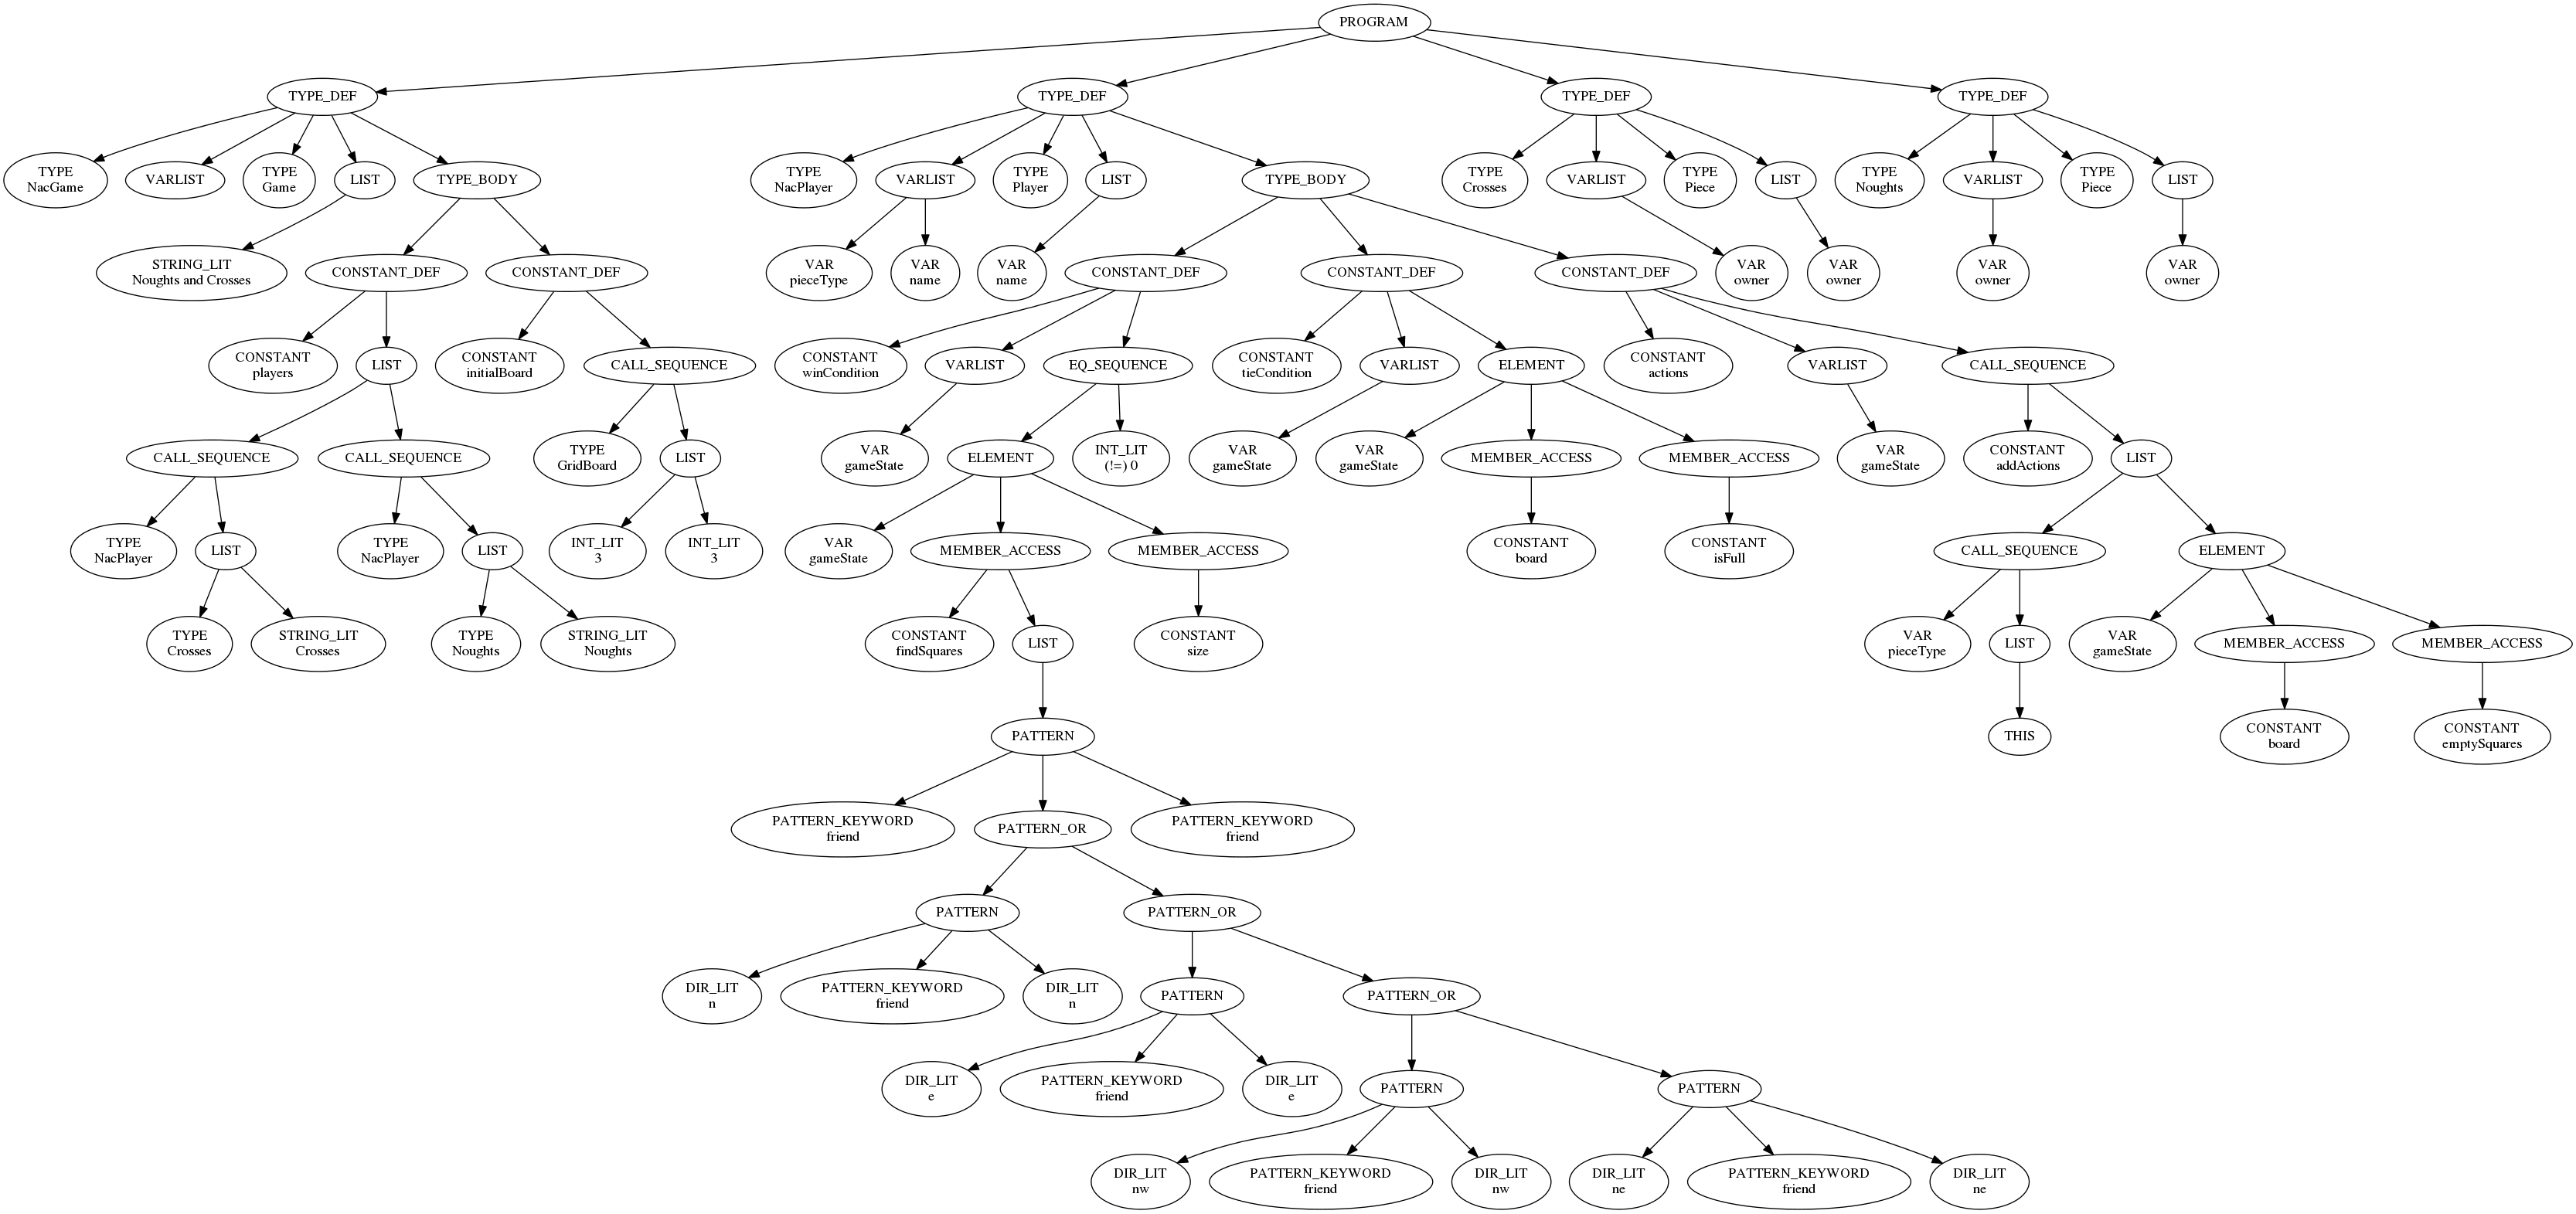 PROGRAM
TYPE_DEF
TYPE_DEF
TYPE_DEF
TYPE_DEF
TYPE
NacGame
VARLIST
TYPE
Game
LIST
TYPE_BODY
TYPE
NacPlayer
VARLIST
TYPE
Player
LIST
TYPE_BODY
TYPE
Crosses
VARLIST
TYPE
Piece
LIST
TYPE
Noughts
VARLIST
TYPE
Piece
LIST
STRING_LIT
Noughts and Crosses
CONSTANT_DEF
CONSTANT_DEF
VAR
pieceType
VAR
name
VAR
name
CONSTANT_DEF
CONSTANT_DEF
CONSTANT_DEF
VAR
owner
VAR
owner
VAR
owner
VAR
owner
CONSTANT
players
LIST
CONSTANT
initialBoard
CALL_SEQUENCE
CONSTANT
winCondition
VARLIST
EQ_SEQUENCE
CONSTANT
tieCondition
VARLIST
ELEMENT
CONSTANT
actions
VARLIST
CALL_SEQUENCE
CALL_SEQUENCE
CALL_SEQUENCE
TYPE
GridBoard
LIST
VAR
gameState
ELEMENT
INT_LIT
(!=) 0
VAR
gameState
VAR
gameState
MEMBER_ACCESS
MEMBER_ACCESS
VAR
gameState
CONSTANT
addActions
LIST
TYPE
NacPlayer
LIST
TYPE
NacPlayer
LIST
INT_LIT
3
INT_LIT
3
VAR
gameState
MEMBER_ACCESS
MEMBER_ACCESS
CONSTANT
board
CONSTANT
isFull
CALL_SEQUENCE
ELEMENT
TYPE
Crosses
STRING_LIT
Crosses
TYPE
Noughts
STRING_LIT
Noughts
CONSTANT
findSquares
LIST
CONSTANT
size
VAR
pieceType
LIST
VAR
gameState
MEMBER_ACCESS
MEMBER_ACCESS
PATTERN
THIS
CONSTANT
board
CONSTANT
emptySquares
PATTERN_KEYWORD
friend
PATTERN_OR
PATTERN_KEYWORD
friend
PATTERN
PATTERN_OR
DIR_LIT
n
PATTERN_KEYWORD
friend
DIR_LIT
n
PATTERN
PATTERN_OR
DIR_LIT
e
PATTERN_KEYWORD
friend
DIR_LIT
e
PATTERN
PATTERN
DIR_LIT
nw
PATTERN_KEYWORD
friend
DIR_LIT
nw
DIR_LIT
ne
PATTERN_KEYWORD
friend
DIR_LIT
ne